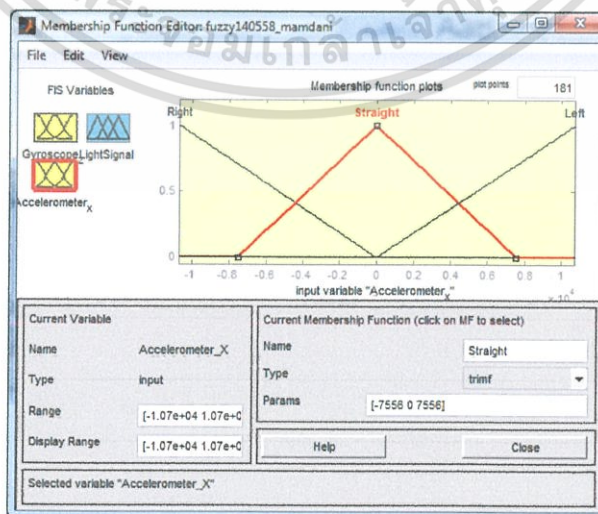 Membership Function Editor: fuzzy140558_mamdani
File Edit View
FIS Variables
Membership function plots
plot points
181
GyroscopeZ
LightSignal
AccelerometerX
Right
Straight
Left
1
0.5
0
-1 -0.8 -0.6 -0.4 -0.2 0 0.2 0.4 0.6 0.8 1
input variable "AccelerometerX"
× 10⁴
Current Variable
Name Accelerometer_X
Type input
Range [-1.07e+04 1.07e+0
Display Range [-1.07e+04 1.07e+0
Current Membership Function (click on MF to select)
Name Straight
Type trimf
Params [-7556 0 7556]
Help Close
Selected variable "Accelerometer_X"